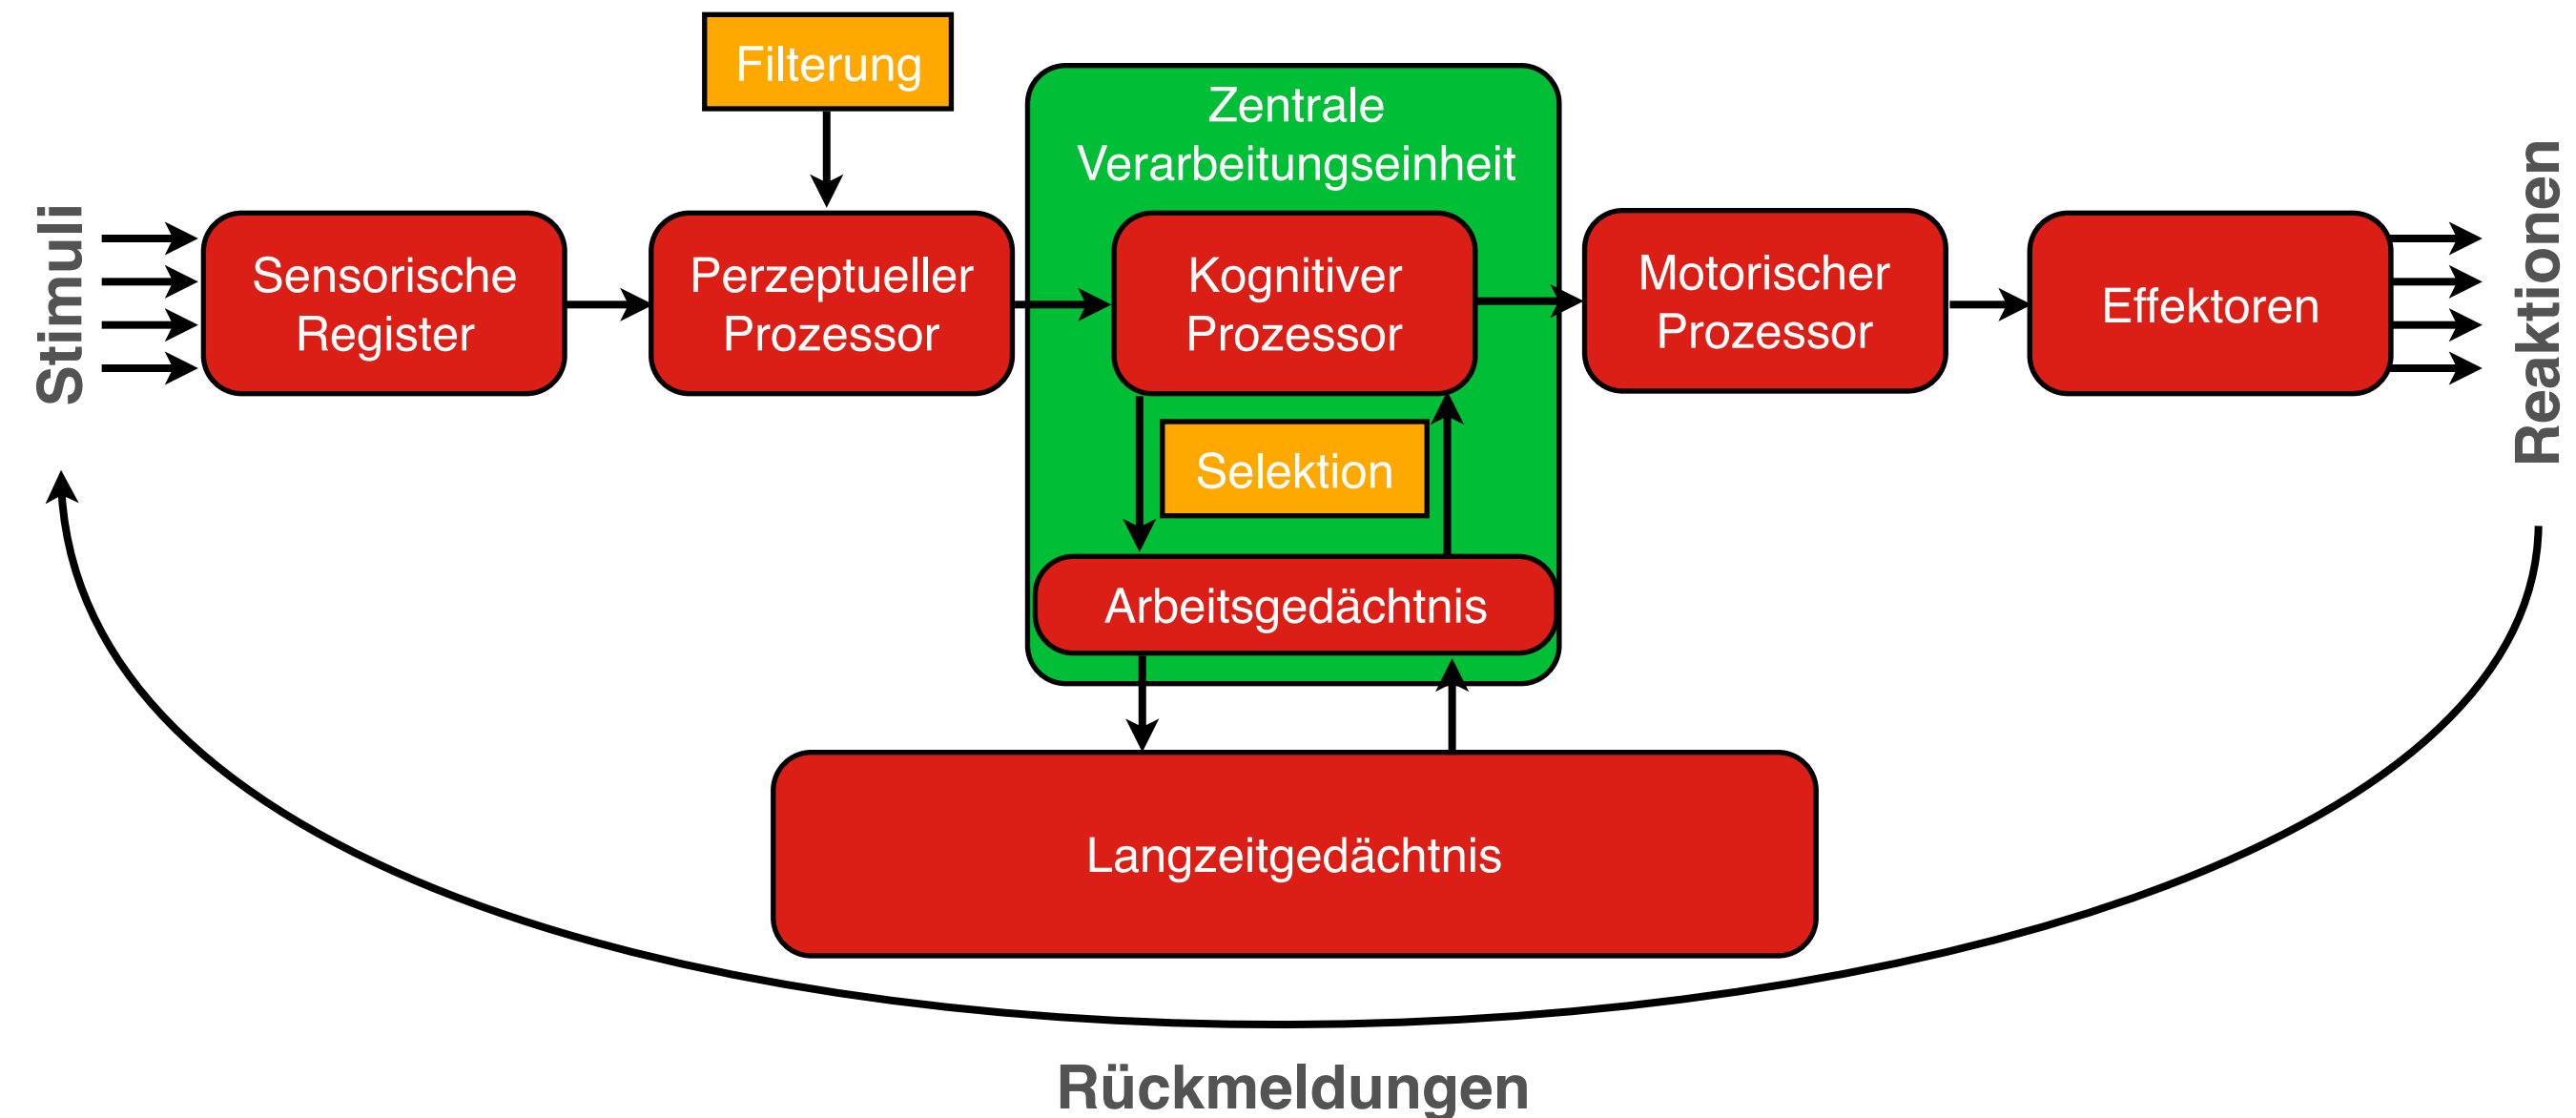 Filterung
Zentrale
Verarbeitungseinheit
Stimuli
Sensorische
Register
Perzeptueller
Prozessor
Kognitiver
Prozessor
Motorischer
Prozessor
Effektoren
Reaktionen
Selektion
Arbeitsgedächtnis
Langzeitgedächtnis
Rückmeldungen